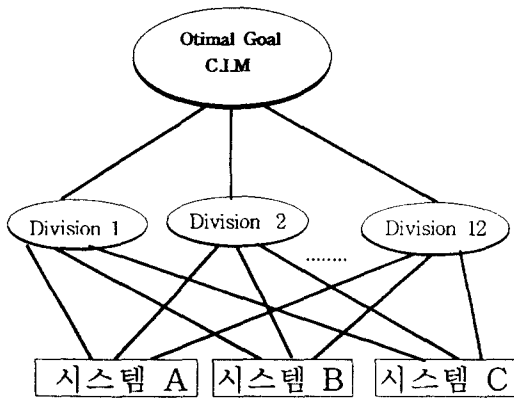 Otimal Goal
C.I.M
Division 1
Division 2
........
Division 12
시스템 A
시스템 B
시스템 C